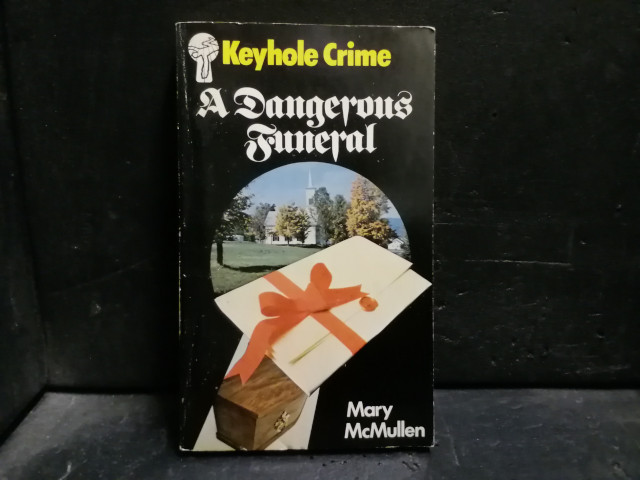 Keyhole Crime
A Dangerous
Funeral
Mary
McMullen